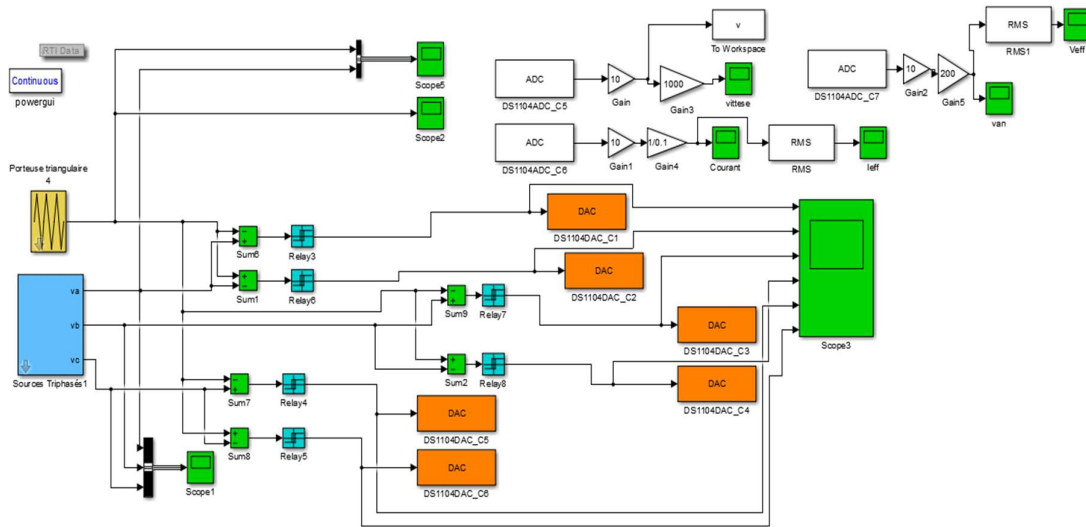 RTI Data
Continuous
powergui
Scope5
Scope2
v
To Workspace
ADC
DS1104ADC_C5
10
Gain
1000
Gain3
vittese
ADC
DS1104ADC_C6
10
Gain1
1/0.1
Gain4
Courant
RMS
RMS
Ieff
ADC
DS1104ADC_C7
10
Gain2
200
Gain5
RMS
RMS1
Veff
van
Porteuse triangulaire
4
va
vb
vc
Sources Triphasés1
Sum6
Relay3
Sum1
Relay6
Sum9
Relay7
Sum2
Relay8
Sum7
Relay4
Sum8
Relay5
Scope1
DAC
DS1104DAC_C1
DAC
DS1104DAC_C2
DAC
DS1104DAC_C3
DAC
DS1104DAC_C4
DAC
DS1104DAC_C5
DAC
DS1104DAC_C6
Scope3